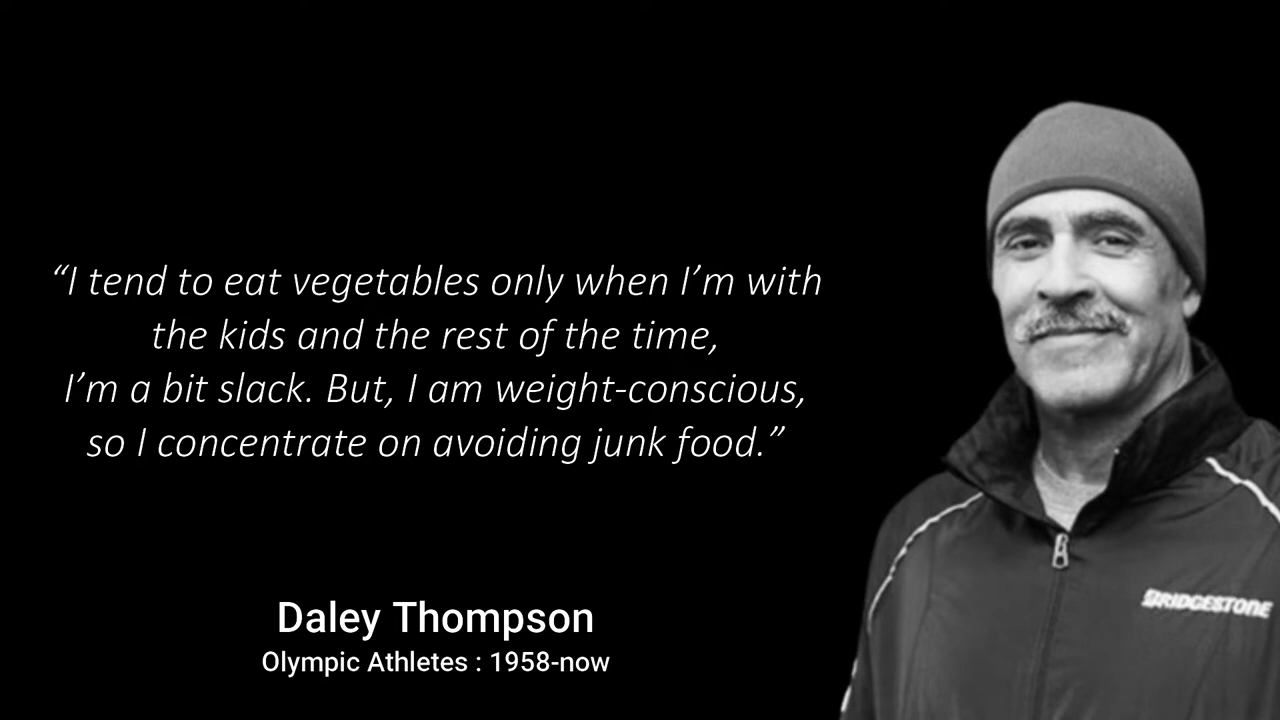 “I tend to eat vegetables only when I’m with
the kids and the rest of the time,
I’m a bit slack. But, I am weight-conscious,
so I concentrate on avoiding junk food.”
Daley Thompson
Olympic Athletes : 1958-now
BRIDGESTONE